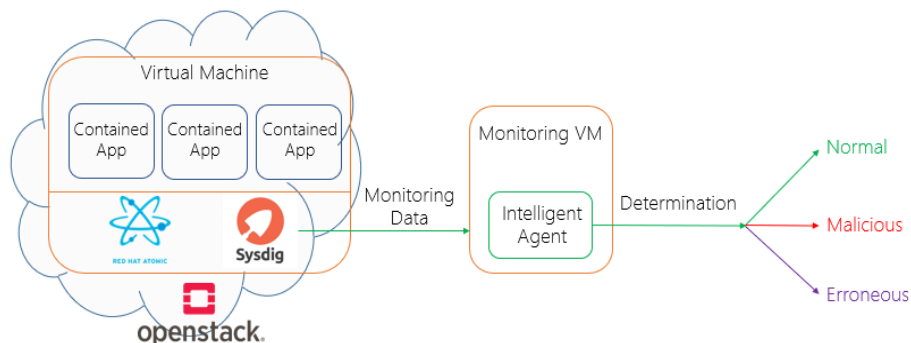 Virtual Machine
Contained
App
Contained
App
Contained
App
RED HAT ATOMIC
Sysdig
openstack.
Monitoring
Data
Monitoring VM
Intelligent
Agent
Determination
Normal
Malicious
Erroneous